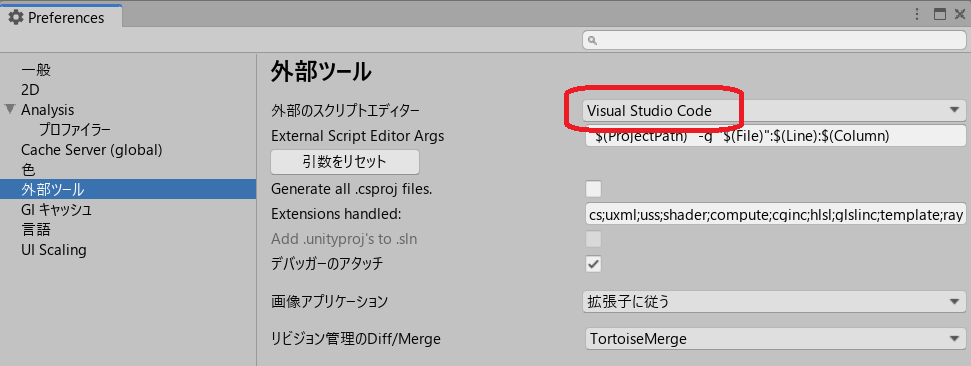 Preferences
一般
2D
Analysis
プロファイラー
Cache Server (global)
色
外部ツール
GI キャッシュ
言語
UI Scaling
外部ツール
外部のスクリプトエディター Visual Studio Code
External Script Editor Args "$(ProjectPath)" -g "$(File)":$(Line):$(Column)
引数をリセット
Generate all .csproj files.
Extensions handled: cs;uxml;uss;shader;compute;cginc;hlsl;glslinc;template;ray
Add .unityproj's to .sln
デバッガーのアタッチ
画像アプリケーション 拡張子に従う
リビジョン管理のDiff/Merge TortoiseMerge